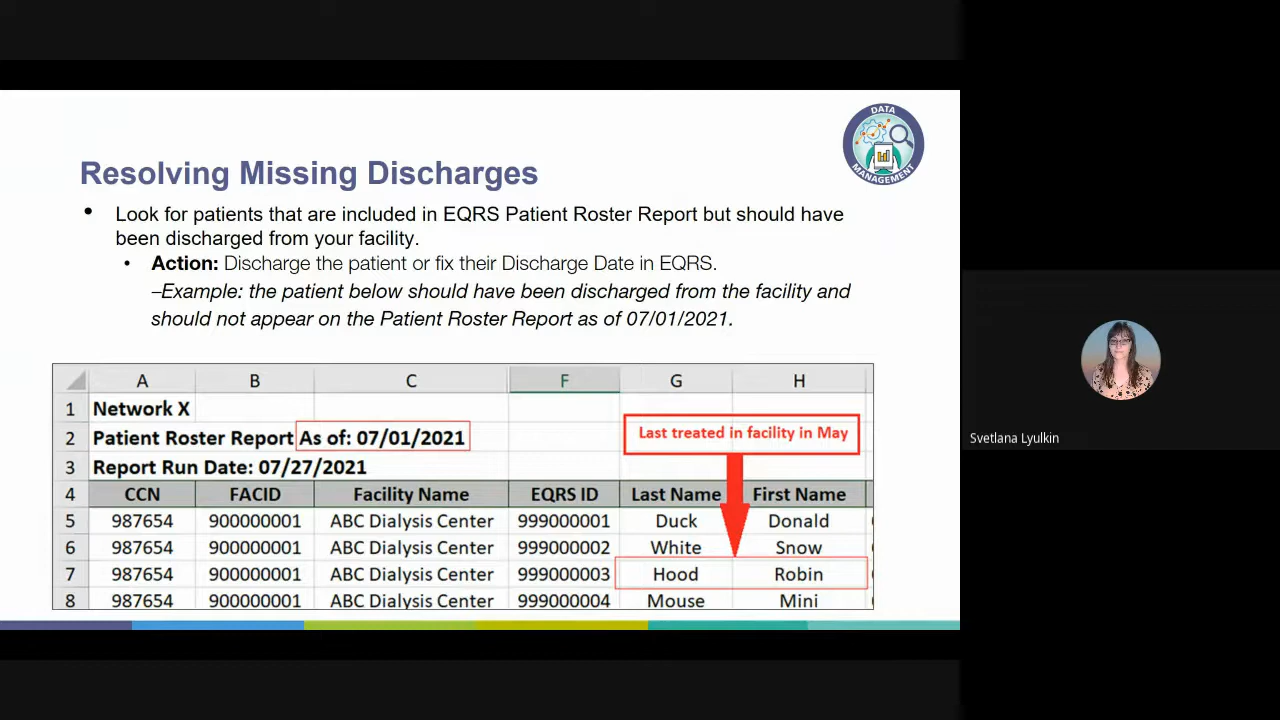 DATA
MANAGEMENT
Resolving Missing Discharges
• Look for patients that are included in EQRS Patient Roster Report but should have
been discharged from your facility.
• Action: Discharge the patient or fix their Discharge Date in EQRS.
–Example: the patient below should have been discharged from the facility and
should not appear on the Patient Roster Report as of 07/01/2021.
A B C F G H
1 Network X
2 Patient Roster Report As of: 07/01/2021
Last treated in facility in May
3 Report Run Date: 07/27/2021
4 CCN FACID Facility Name EQRS ID Last Name First Name
5 987654 900000001 ABC Dialysis Center 999000001 Duck Donald
6 987654 900000001 ABC Dialysis Center 999000002 White Snow
7 987654 900000001 ABC Dialysis Center 999000003 Hood Robin
8 987654 900000001 ABC Dialysis Center 999000004 Mouse Mini
Svetlana Lyulkin